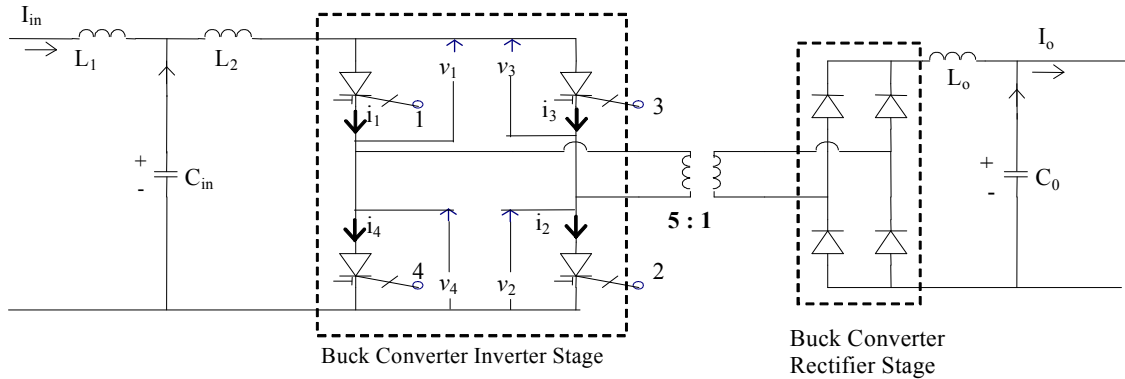 I_in
L_1
L_2
C_in
+
-
v_1
v_3
i_1
1
i_3
3
i_4
4
v_4
i_2
v_2
2
5 : 1
L_o
I_o
+
-
C_0
Buck Converter Inverter Stage
Buck Converter
Rectifier Stage